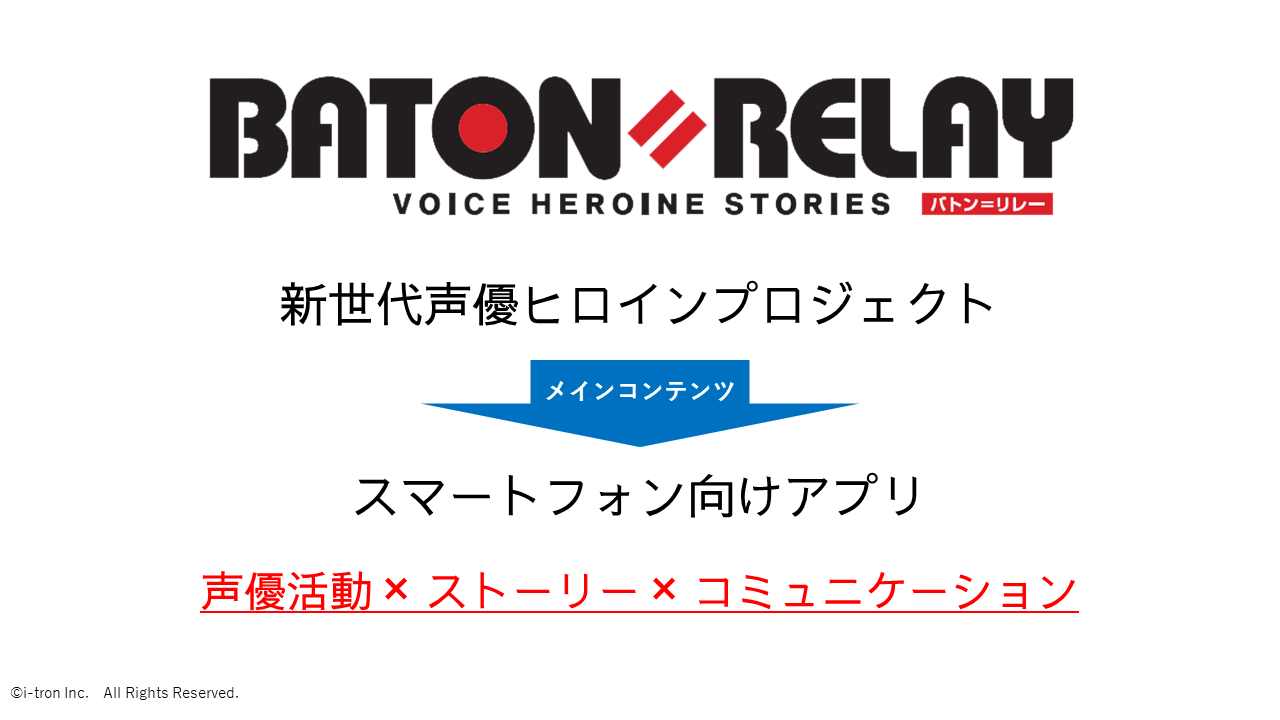 BATON=RELAY
VOICE HEROINE STORIES バトン=リレー
新世代声優ヒロインプロジェクト
メインコンテンツ
スマートフォン向けアプリ
声優活動 × ストーリー × コミュニケーション
©i-tron Inc. All Rights Reserved.